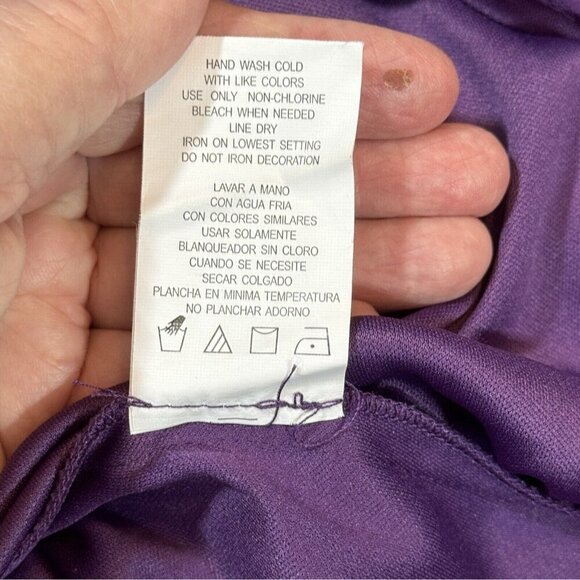 HAND WASH COLD
WITH LIKE COLORS
USE ONLY NON-CHLORINE
BLEACH WHEN NEEDED
LINE DRY
IRON ON LOWEST SETTING
DO NOT IRON DECORATION
LAVAR A MANO
CON AGUA FRIA
CON COLORES SIMILARES
USAR SOLAMENTE
BLANQUEADOR SIN CLORO
CUANDO SE NECESITE
SECAR COLGADO
PLANCHA EN MINIMA TEMPERATURA
NO PLANCHAR ADORNO